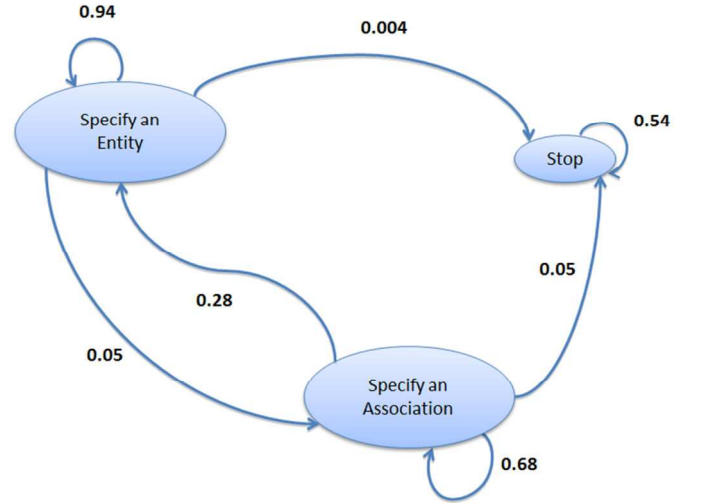 0.94
0.004
Specify an
Entity
0.54
Stop
0.05
0.28
0.05
Specify an
Association
0.68